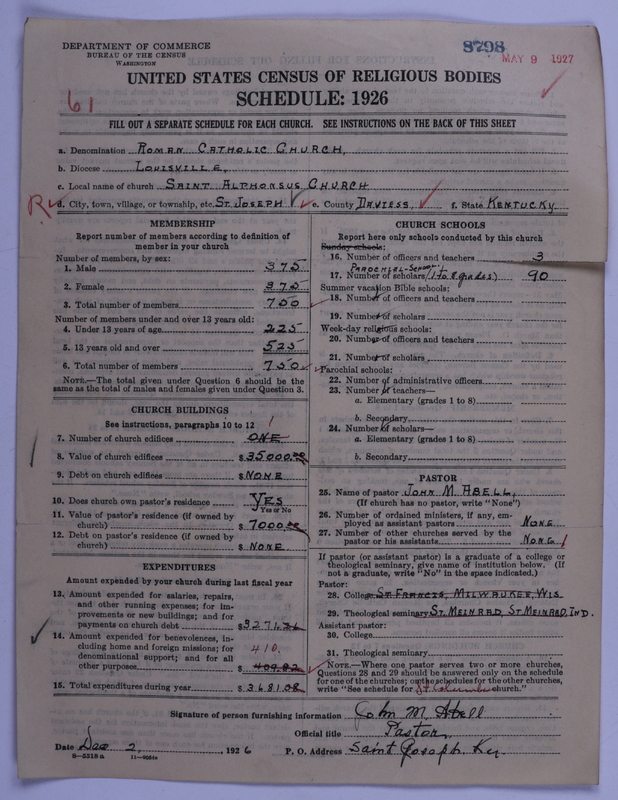 DEPARTMENT OF COMMERCE
BUREAU OF THE CENSUS
WASHINGTON
8798
MAY 9 1927
UNITED STATES CENSUS OF RELIGIOUS BODIES
SCHEDULE: 1926
61
FILL OUT A SEPARATE SCHEDULE FOR EACH CHURCH. SEE INSTRUCTIONS ON THE BACK OF THIS SHEET
a. Denomination ROMAN CATHOLIC CHURCH,
b. Diocese LOUISVILLE,
c. Local name of church SAINT ALPHONSUS CHURCH
R d. City, town, village, or township, etc. ST. JOSEPH e. County DAVIESS, f. State KENTUCKY.
MEMBERSHIP
Report number of members according to definition of
member in your church
Number of members, by sex:
1. Male 375
2. Female 375
3. Total number of members 750
Number of members under and over 13 years old:
4. Under 13 years of age 225
5. 13 years old and over 525
6. Total number of members 750
NOTE.—The total given under Question 6 should be the
same as the total of males and females given under Question 3.
CHURCH BUILDINGS
See instructions, paragraphs 10 to 12
7. Number of church edifices ONE 1
8. Value of church edifices $35000.00
9. Debt on church edifices $NONE
10. Does church own pastor's residence YES
Yes or No
11. Value of pastor's residence (if owned by
church) $7000.00
12. Debt on pastor's residence (if owned by
church) $ NONE
EXPENDITURES
Amount expended by your church during last fiscal year
13. Amount expended for salaries, repairs,
and other running expenses; for im-
provements or new buildings; and for
payments on church debt $3271.26
14. Amount expended for benevolences, in-
cluding home and foreign missions; for 410.
denominational support; and for all
other purposes $ 409.82
15. Total expenditures during year $3681.08
CHURCH SCHOOLS
Report here only schools conducted by this church
Sunday schools:
16. Number of officers and teachers 3
PAROCHIAL-SCHOOL
17. Number of scholars (1 to 8 grades) 90
Summer vacation Bible schools:
18. Number of officers and teachers
19. Number of scholars
Week-day religious schools:
20. Number of officers and teachers
21. Number of scholars
Parochial schools:
22. Number of administrative officers
23. Number of teachers—
a. Elementary (grades 1 to 8)
b. Secondary
24. Number of scholars—
a. Elementary (grades 1 to 8)
b. Secondary
PASTOR
25. Name of pastor JOHN M. ABELL,
(If church has no pastor, write "None")
26. Number of ordained ministers, if any, em-
ployed as assistant pastors NONE
27. Number of other churches served by the
pastor or his assistants NONE 1
If pastor (or assistant pastor) is a graduate of a college or
theological seminary, give name of institution below. (If
not a graduate, write "No" in the space indicated.)
Pastor:
28. College ST. FRANCIS, MILWAUKEE, WIS.
29. Theological seminary ST. MEINRAD, ST MEINRAD, IND.
Assistant pastor:
30. College
31. Theological seminary
NOTE.—Where one pastor serves two or more churches,
Questions 28 and 29 should be answered only on the schedule
for one of the churches; on the schedules for the other churches,
write "See schedule for St Columba church."
Signature of person furnishing information John M. Abell
Official title Pastor,
Date Dec 2, 1926 P. O. Address Saint Joseph Ky.
8—5318 a 11—9084a